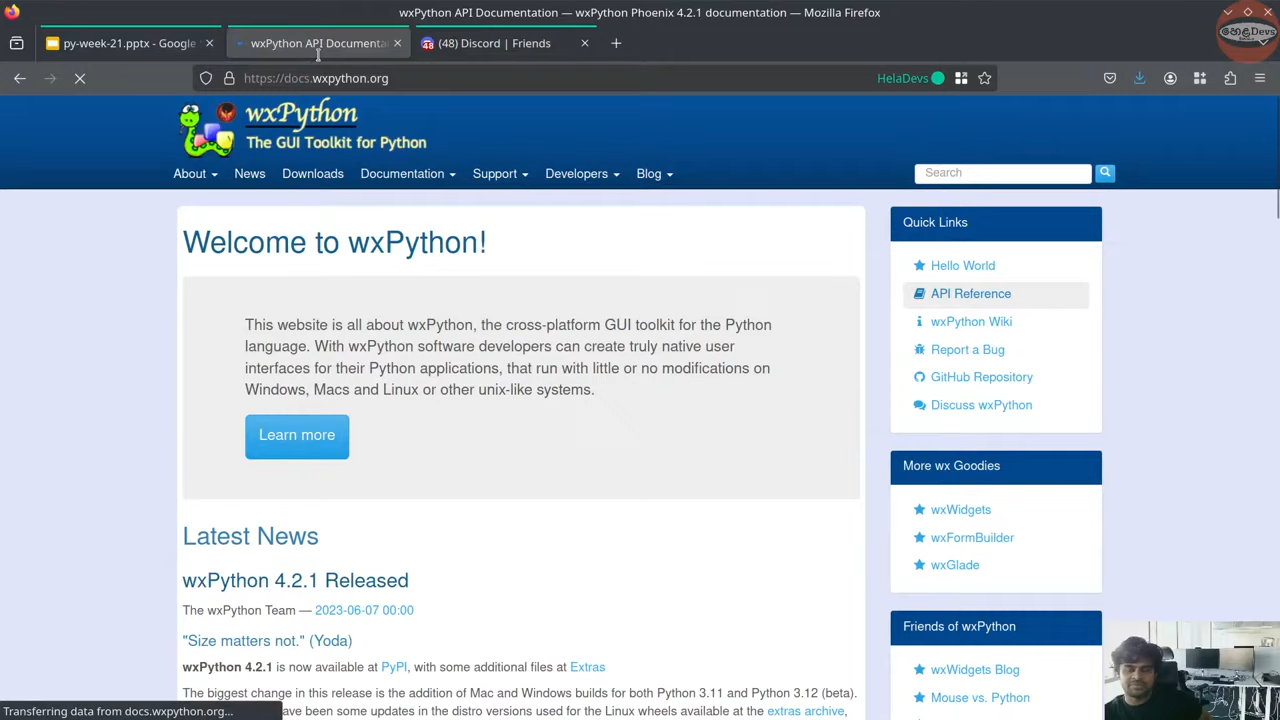 wxPython API Documentation — wxPython Phoenix 4.2.1 documentation — Mozilla Firefox
py-week-21.pptx - Google
wxPython API Documenta
(48) Discord | Friends
https://docs.wxpython.org
HelaDevs
හෙළDevs
wxPython
The GUI Toolkit for Python
About
News
Downloads
Documentation
Support
Developers
Blog
Search
Welcome to wxPython!
This website is all about wxPython, the cross-platform GUI toolkit for the Python
language. With wxPython software developers can create truly native user
interfaces for their Python applications, that run with little or no modifications on
Windows, Macs and Linux or other unix-like systems.
Learn more
Latest News
wxPython 4.2.1 Released
The wxPython Team — 2023-06-07 00:00
"Size matters not." (Yoda)
wxPython 4.2.1 is now available at PyPI, with some additional files at Extras
The biggest change in this release is the addition of Mac and Windows builds for both Python 3.11 and Python 3.12 (beta).
have been some updates in the distro versions used for the Linux wheels available at the extras archive,
Quick Links
Hello World
API Reference
wxPython Wiki
Report a Bug
GitHub Repository
Discuss wxPython
More wx Goodies
wxWidgets
wxFormBuilder
wxGlade
Friends of wxPython
wxWidgets Blog
Mouse vs. Python
Transferring data from docs.wxpython.org...